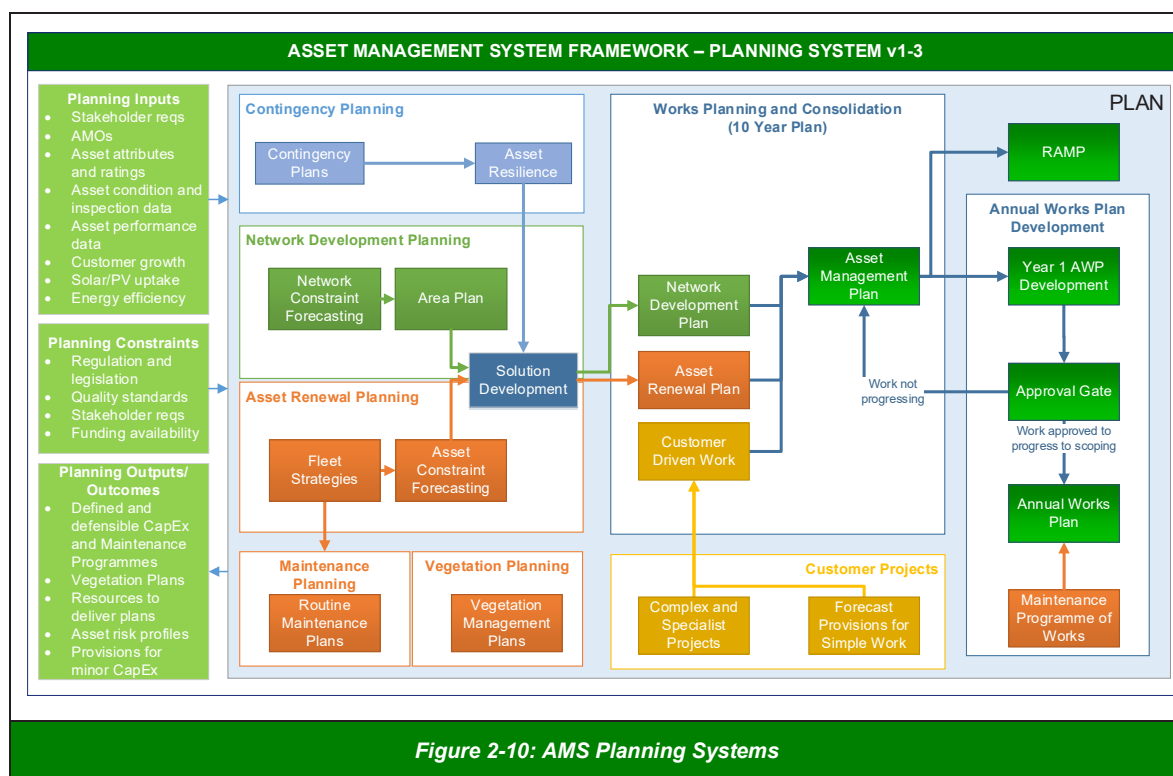 ASSET MANAGEMENT SYSTEM FRAMEWORK – PLANNING SYSTEM v1-3
Planning Inputs
• Stakeholder reqs
• AMOs
• Asset attributes
and ratings
• Asset condition and
inspection data
• Asset performance
data
• Customer growth
• Solar/PV uptake
• Energy efficiency
Planning Constraints
• Regulation and
legislation
• Quality standards
• Stakeholder reqs
• Funding availability
Planning Outputs/
Outcomes
• Defined and
defensible CapEx
and Maintenance
Programmes
• Vegetation Plans
• Resources to
deliver plans
• Asset risk profiles
• Provisions for
minor CapEx
PLAN
Contingency Planning
Contingency
Plans
Asset
Resilience
Network Development Planning
Network
Constraint
Forecasting
Area Plan
Solution
Development
Asset Renewal Planning
Fleet
Strategies
Asset
Constraint
Forecasting
Maintenance
Planning
Routine
Maintenance
Plans
Vegetation Planning
Vegetation
Management
Plans
Works Planning and Consolidation
(10 Year Plan)
Network
Development
Plan
Asset
Renewal Plan
Customer
Driven Work
Asset
Management
Plan
Work not
progressing
Customer Projects
Complex and
Specialist
Projects
Forecast
Provisions for
Simple Work
RAMP
Annual Works Plan
Development
Year 1 AWP
Development
Approval Gate
Work approved to
progress to scoping
Annual Works
Plan
Maintenance
Programme of
Works
Figure 2-10: AMS Planning Systems